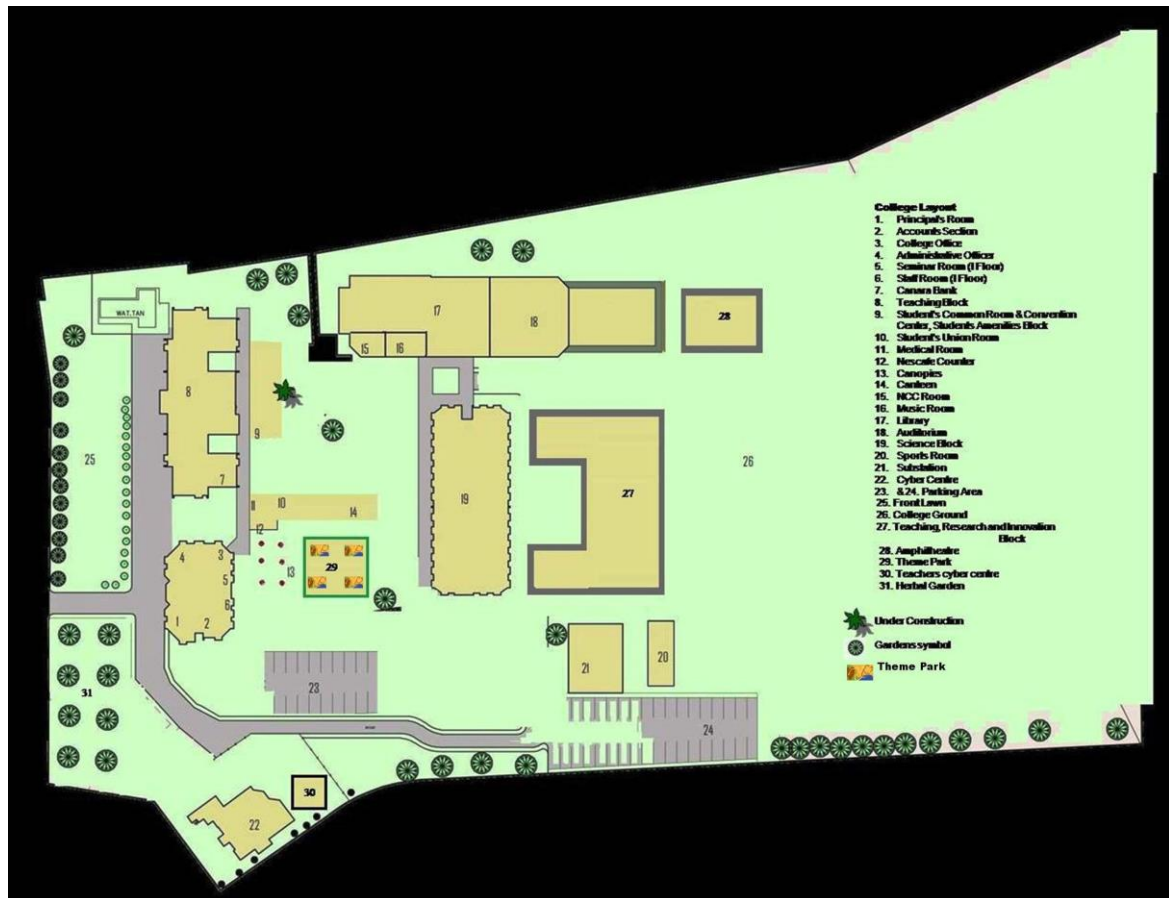 College Layout
1. Principal's Room
2. Accounts Section
3. College Office
4. Administrative Officer
5. Seminar Room (I Floor)
6. Staff Room (I Floor)
7. Canara Bank
8. Teaching Block
9. Student's Common Room & Convention
Center, Students Amenities Block
10. Student's Union Room
11. Medical Room
12. Nescafe Counter
13. Canopies
14. Canteen
15. NCC Room
16. Music Room
17. Library
18. Auditorium
19. Science Block
20. Sports Room
21. Substation
22. Cyber Centre
23. &24. Parking Area
25. Front Lawn
26. College Ground
27. Teaching, Research and Innovation
Block
28. Amphitheatre
29. Theme Park
30. Teachers cyber centre
31. Herbal Garden
Under Construction
Gardens symbol
Theme Park
WAT.TAN
17
18
28
15
16
8
9
25
26
7
19
27
11
10
14
12
4
3
13
29
5
6
1
2
21
20
31
23
24
30
22